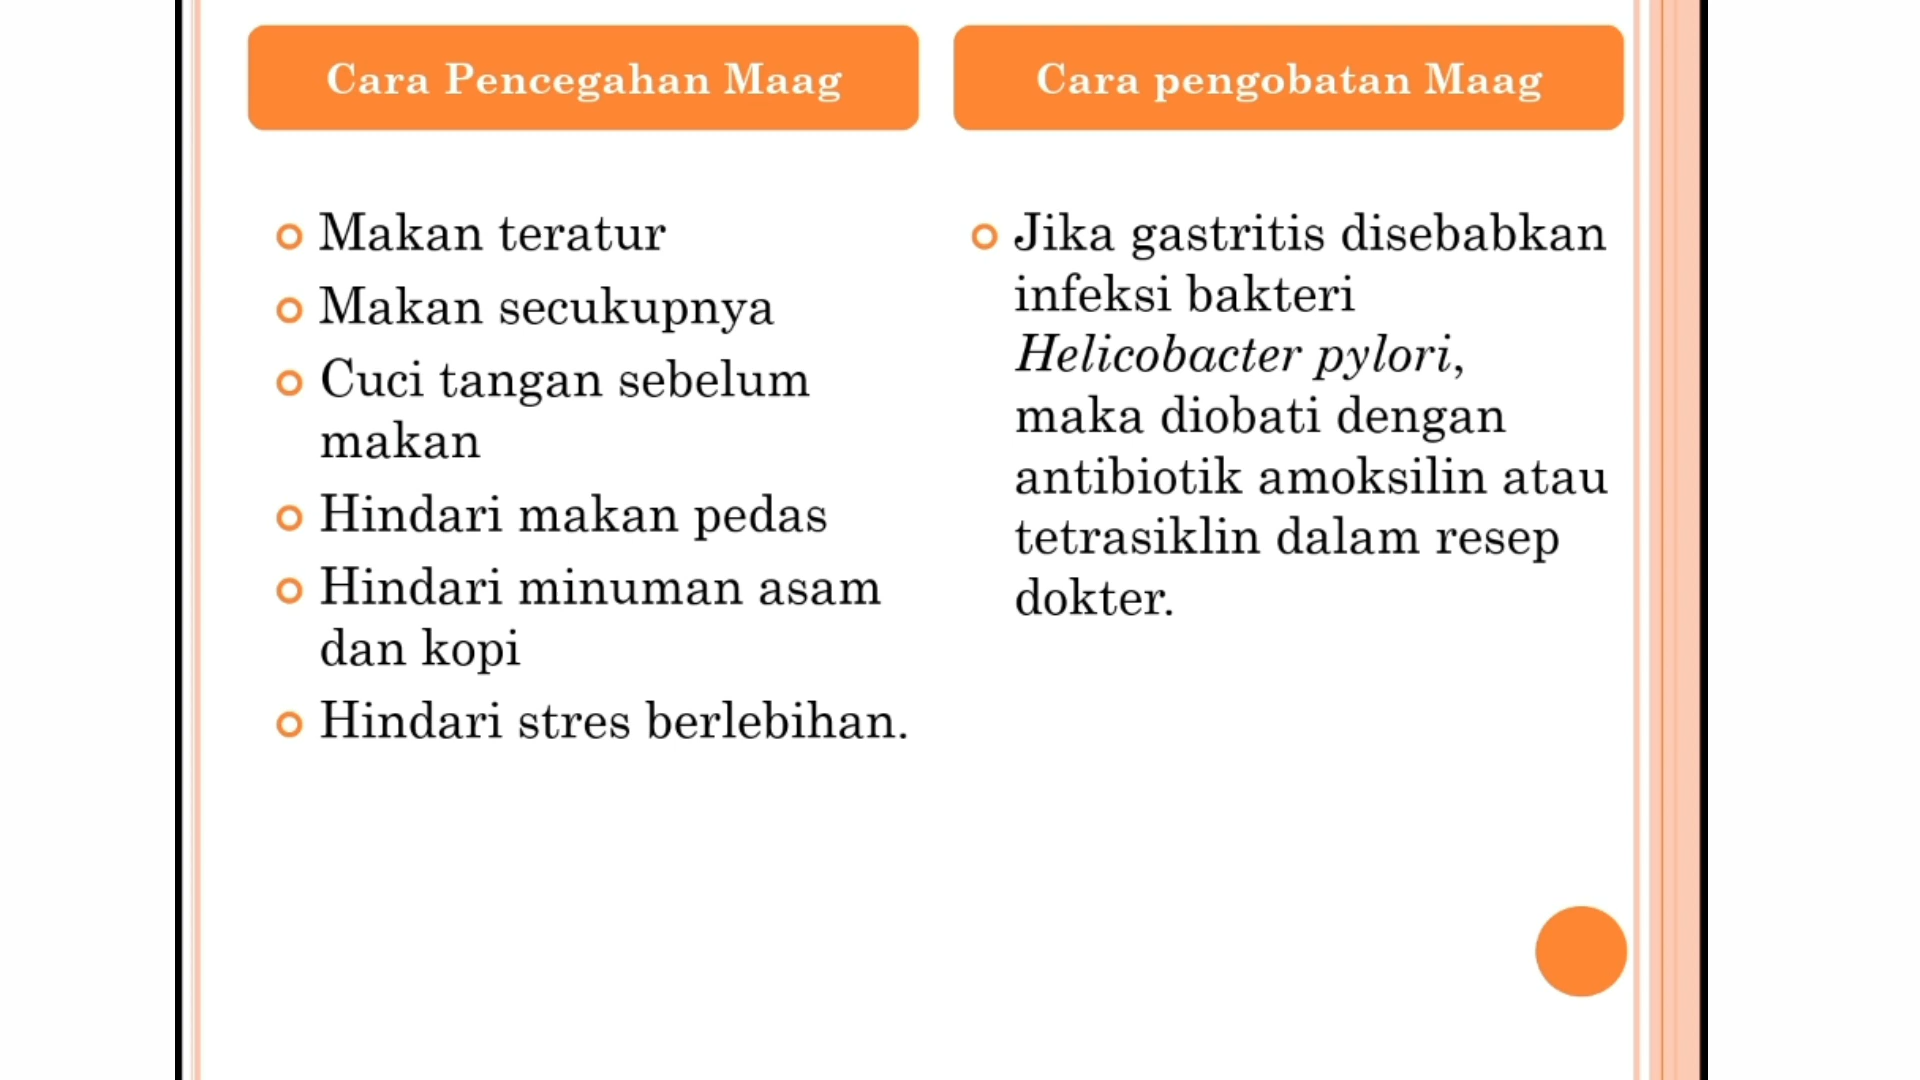 Cara Pencegahan Maag
Makan teratur
Makan secukupnya
Cuci tangan sebelum
makan
Hindari makan pedas
Hindari minuman asam
dan kopi
Hindari stres berlebihan.
Cara pengobatan Maag
Jika gastritis disebabkan
infeksi bakteri
Helicobacter pylori,
maka diobati dengan
antibiotik amoksilin atau
tetrasiklin dalam resep
dokter.